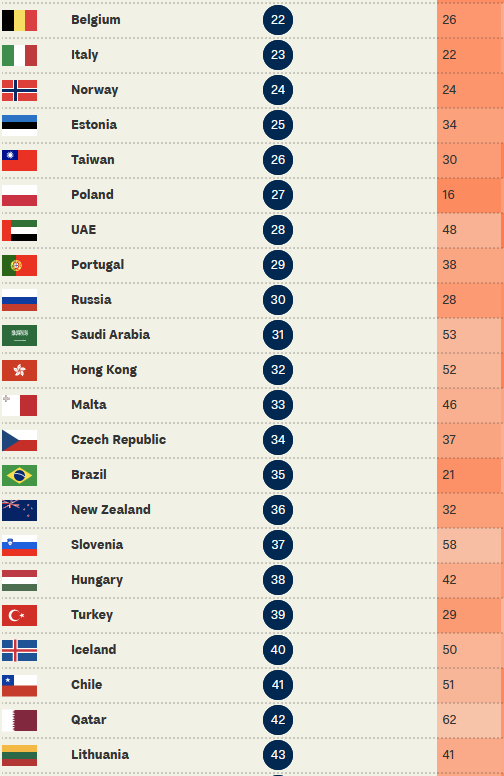 Belgium 22 26
Italy 23 22
Norway 24 24
Estonia 25 34
Taiwan 26 30
Poland 27 16
UAE 28 48
Portugal 29 38
Russia 30 28
Saudi Arabia 31 53
Hong Kong 32 52
Malta 33 46
Czech Republic 34 37
Brazil 35 21
New Zealand 36 32
Slovenia 37 58
Hungary 38 42
Turkey 39 29
Iceland 40 50
Chile 41 51
Qatar 42 62
Lithuania 43 41